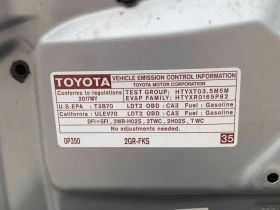 TOYOTA VEHICLE EMISSION CONTROL INFORMATION
TOYOTA MOTOR CORPORATION
Conforms to regulations: 2017MY
TEST GROUP: HTYXT03.5M5M
EVAP FAMILY: HTYXR0165P82
U.S.EPA : T3B70 LDT2 OBD : CAII Fuel : Gasoline
California : ULEV70 LDT2 OBD : CAII Fuel : Gasoline
DFI+SFI, 2WR-HO2S, 2TWC, 2HO2S, TWC
No adjustments needed.
0P350 2GR-FKS 35